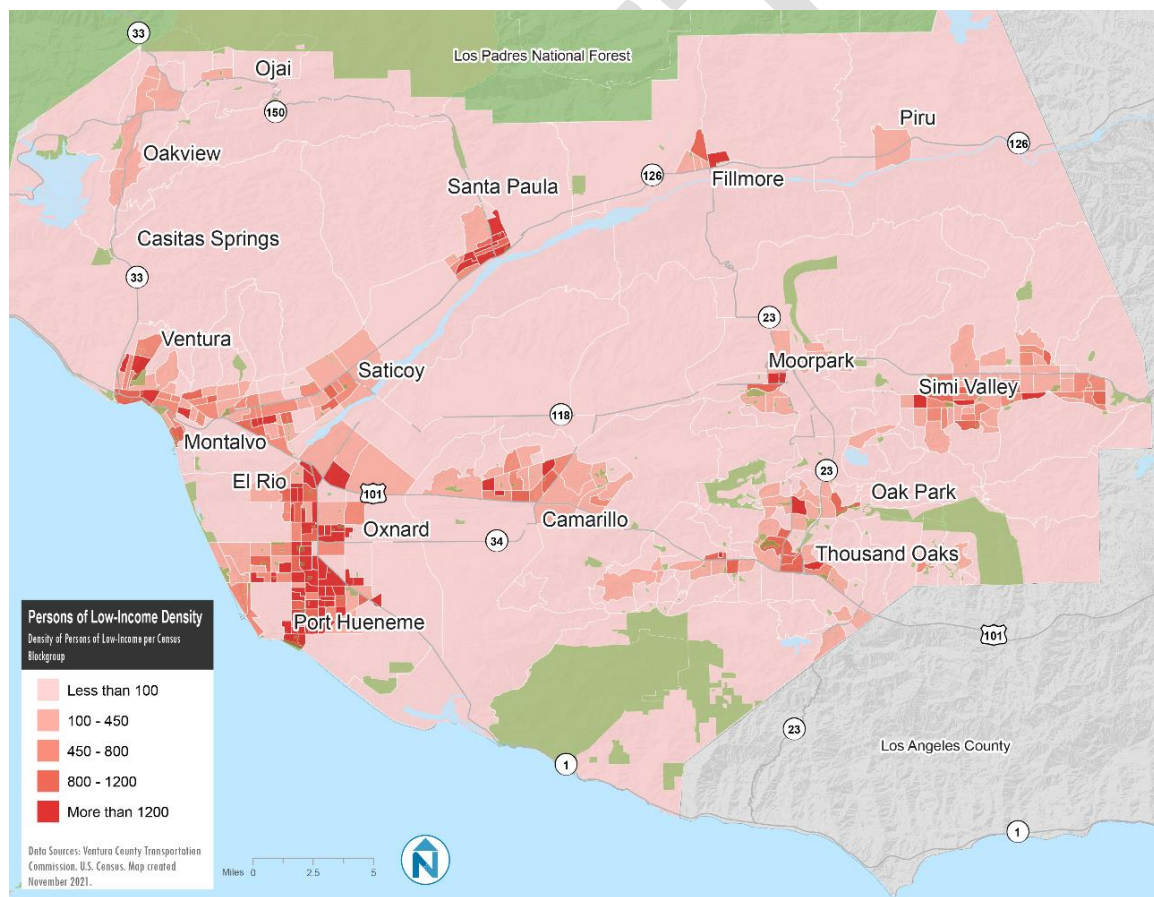 33
Ojai
Los Padres National Forest
150
Piru
Oakview
126
126
Santa Paula
Fillmore
Casitas Springs
33
23
Ventura
Moorpark
Saticoy
Simi Valley
118
Montalvo
El Rio
23
101
Oak Park
Oxnard
Camarillo
34
Thousand Oaks
Port Hueneme
101
Persons of Low-Income Density
Density of Persons of Low-Income per Census
Blockgroup
Less than 100
100 - 450
450 - 800
800 - 1200
More than 1200
23
Los Angeles County
1
1
Data Sources: Ventura County Transportation
Commission. U.S. Census. Map created
November 2021.
Miles 0 2.5 5
N